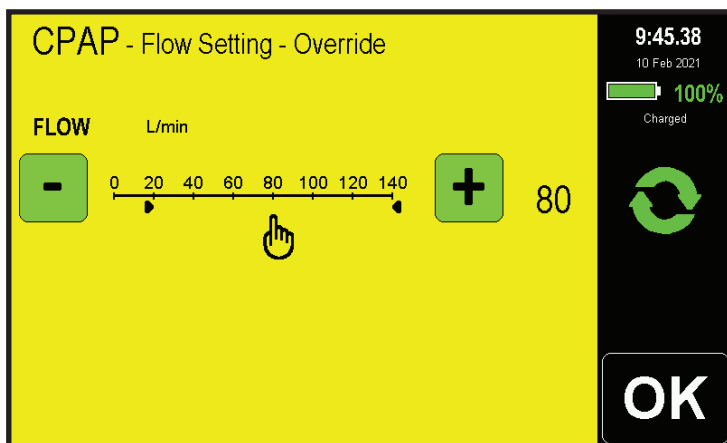 CPAP - Flow Setting - Override
9:45.38
10 Feb 2021
100%
Charged
FLOW L/min
- 0 20 40 60 80 100 120 140 + 80
OK